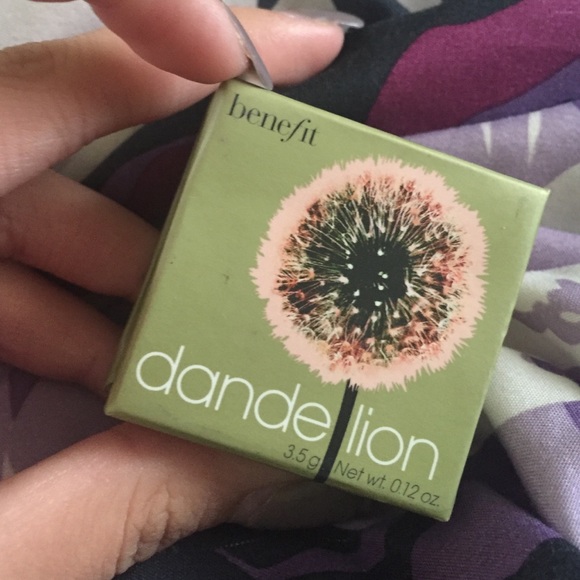 benefit
dandelion
3.5 g Net wt. 0.12 oz.